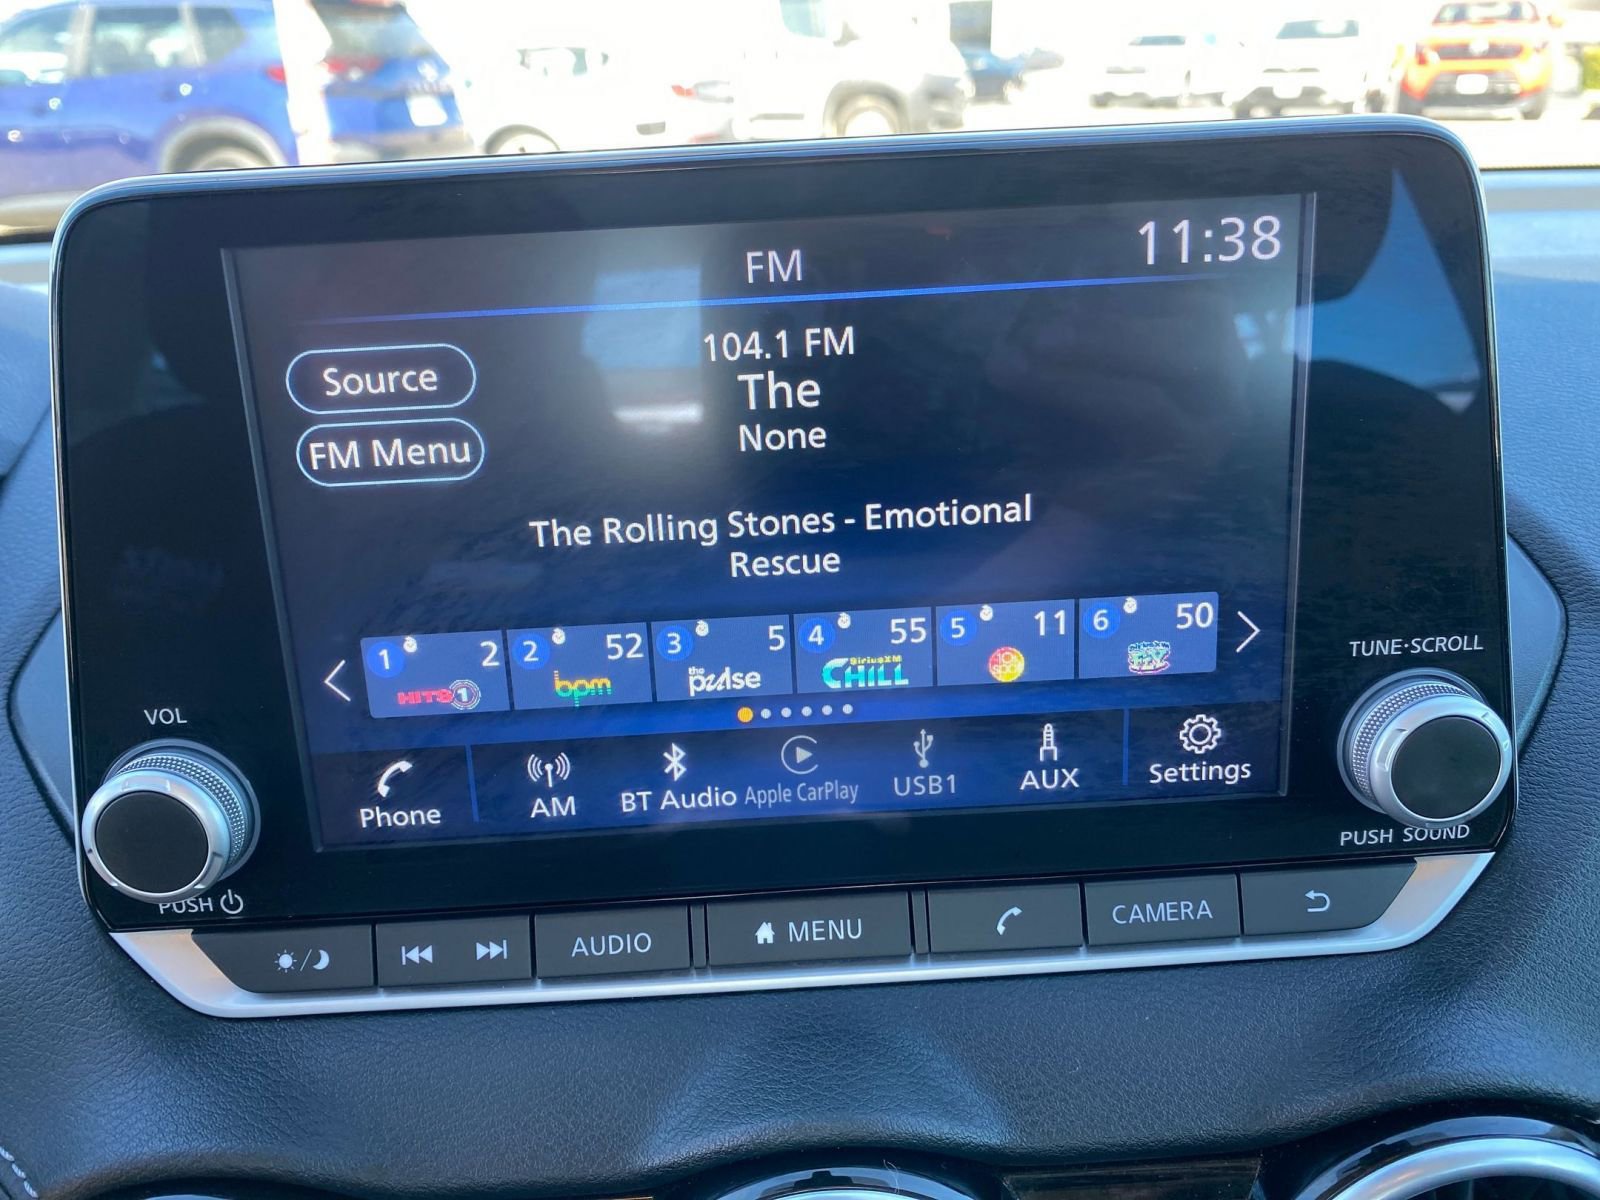 FM
11:38
Source
FM Menu
104.1 FM
The
None
The Rolling Stones - Emotional
Rescue
1 2
HITS 1
2 52
bpm
3 5
the pulse
4 55
SiriusXM
CHILL
5 11
6 50
Phone
AM
BT Audio
Apple CarPlay
USB1
AUX
Settings
VOL
PUSH
TUNE·SCROLL
PUSH SOUND
AUDIO
MENU
CAMERA